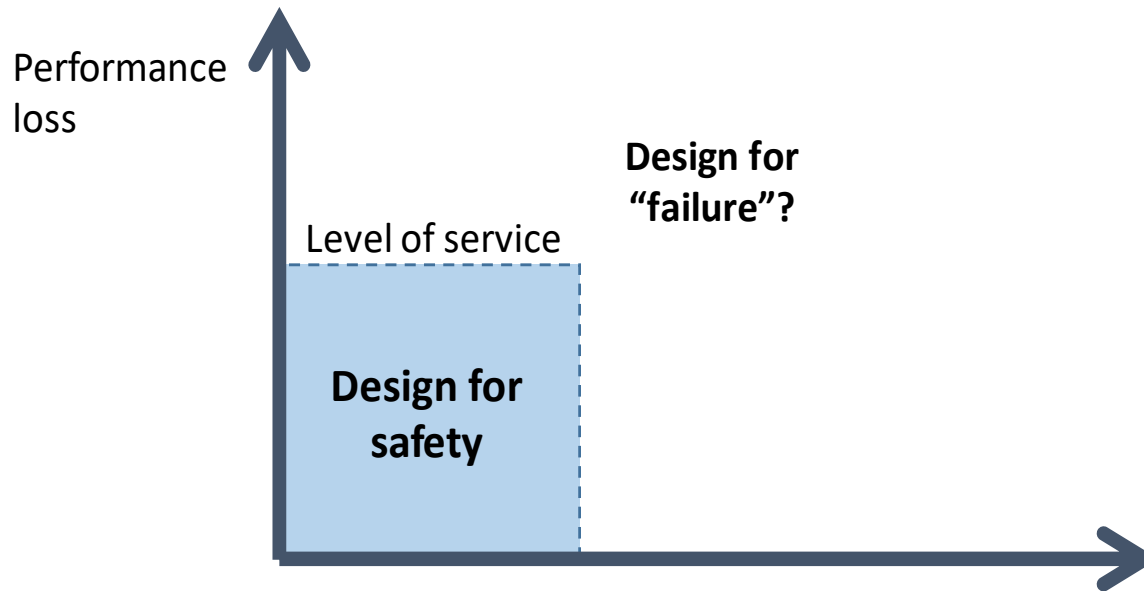 Performance
loss
Design for
“failure”?
Level of service
Design for
safety